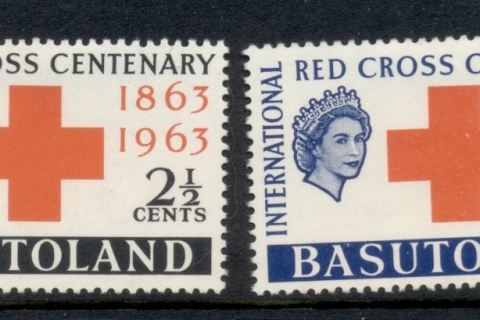 OSS CENTENARY
1863
1963
2½
CENTS
TOLAND
INTERNATIONAL
RED CROSS C
BASUTO